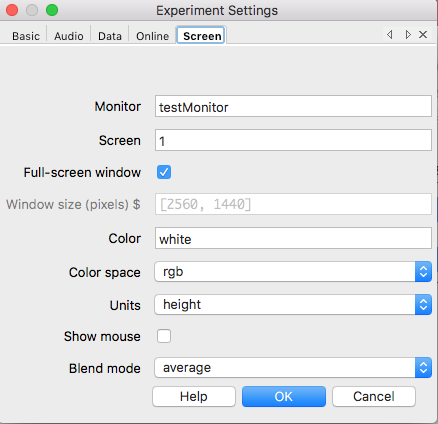 Experiment Settings
Basic Audio Data Online Screen
Monitor testMonitor
Screen 1
Full-screen window
Window size (pixels) $ [2560, 1440]
Color white
Color space rgb
Units height
Show mouse
Blend mode average
Help OK Cancel